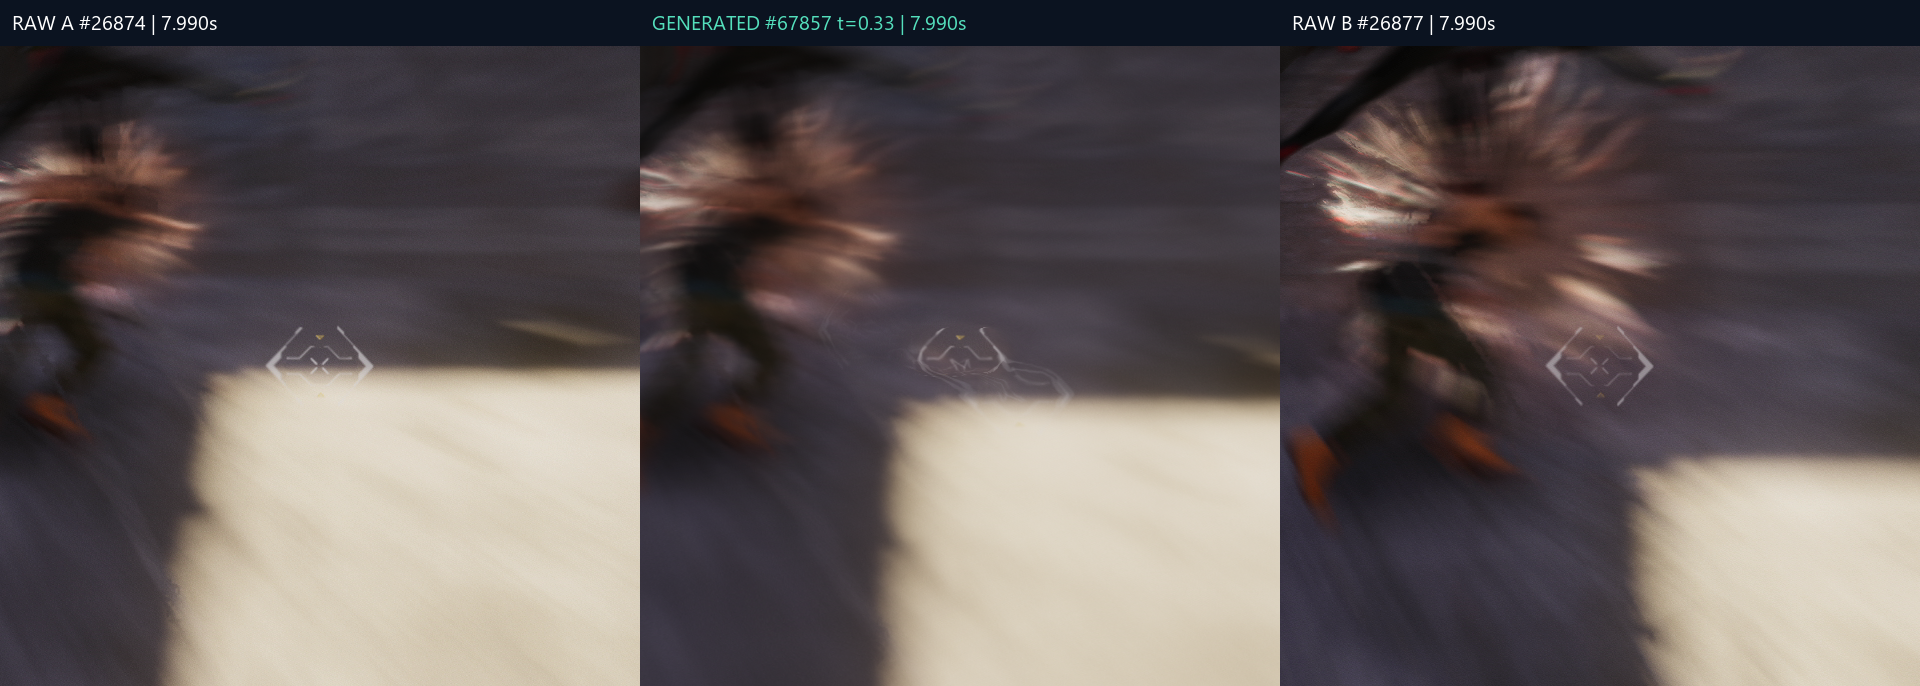 RAW A #26874 | 7.990s
GENERATED #67857 t=0.33 | 7.990s
RAW B #26877 | 7.990s